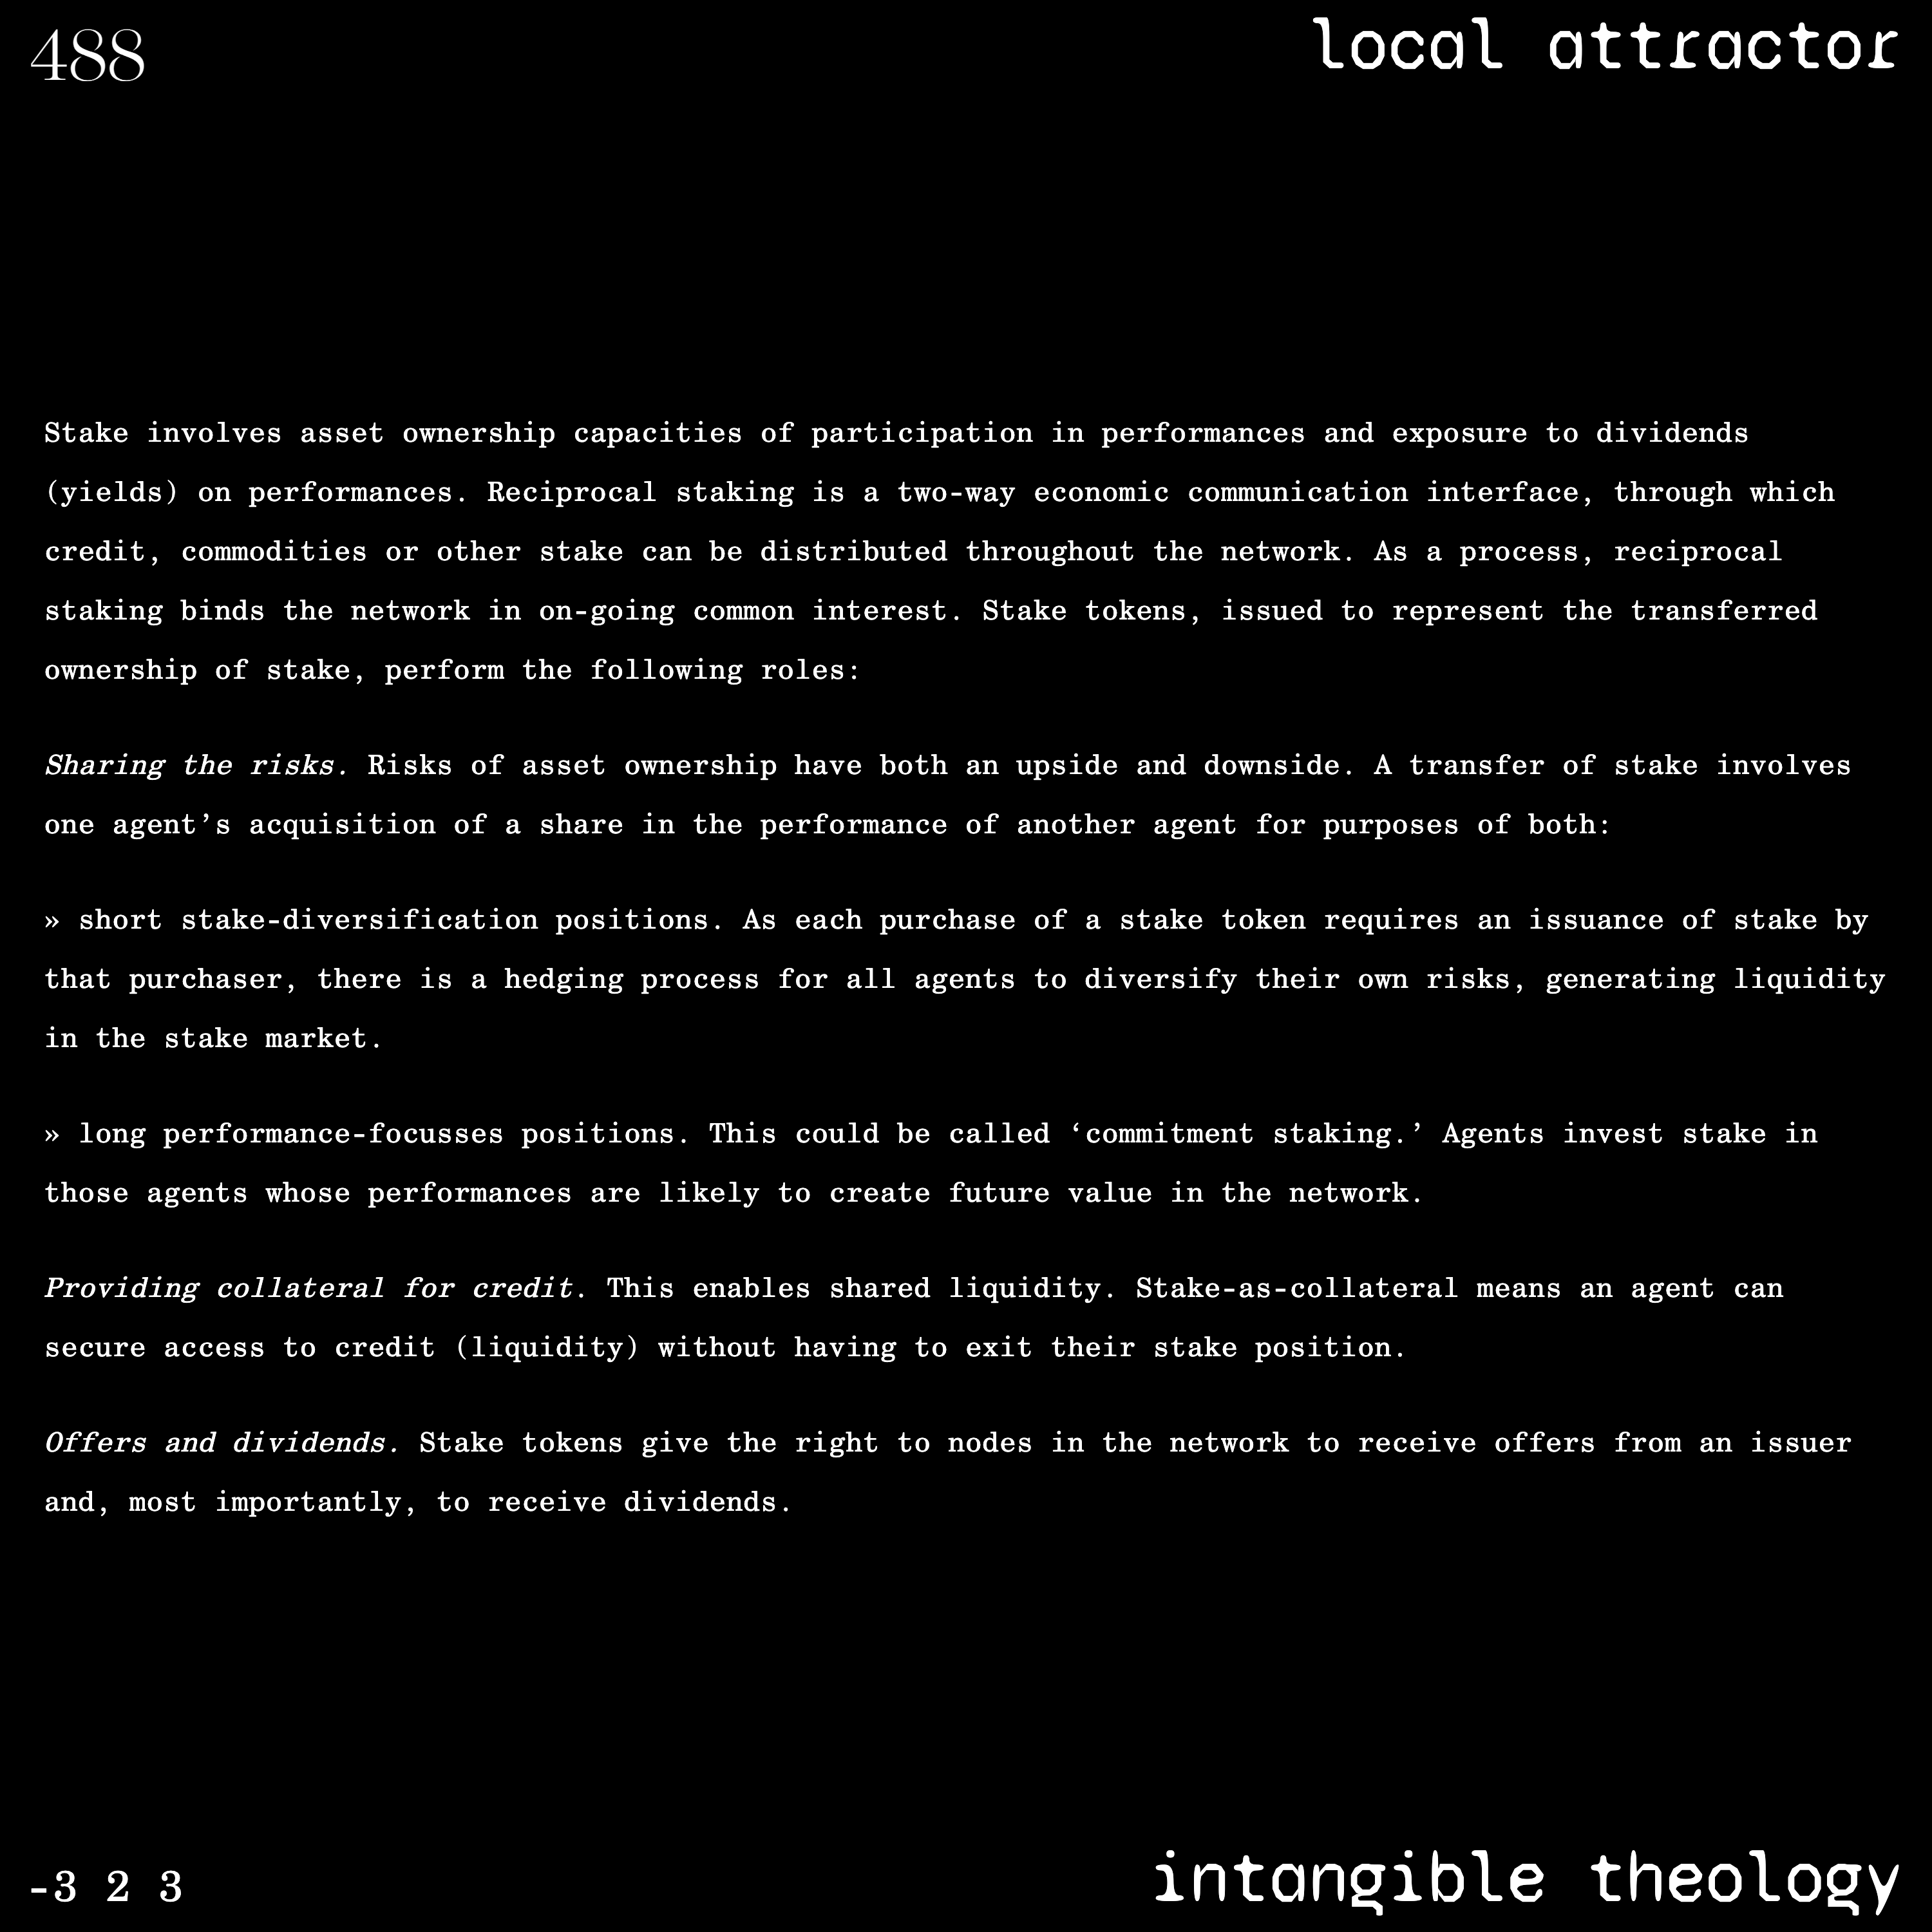 488
local attractor
Stake involves asset ownership capacities of participation in performances and exposure to dividends
(yields) on performances. Reciprocal staking is a two-way economic communication interface, through which
credit, commodities or other stake can be distributed throughout the network. As a process, reciprocal
staking binds the network in on-going common interest. Stake tokens, issued to represent the transferred
ownership of stake, perform the following roles:
Sharing the risks. Risks of asset ownership have both an upside and downside. A transfer of stake involves
one agent’s acquisition of a share in the performance of another agent for purposes of both:
» short stake-diversification positions. As each purchase of a stake token requires an issuance of stake by
that purchaser, there is a hedging process for all agents to diversify their own risks, generating liquidity
in the stake market.
» long performance-focusses positions. This could be called ‘commitment staking.’ Agents invest stake in
those agents whose performances are likely to create future value in the network.
Providing collateral for credit. This enables shared liquidity. Stake-as-collateral means an agent can
secure access to credit (liquidity) without having to exit their stake position.
Offers and dividends. Stake tokens give the right to nodes in the network to receive offers from an issuer
and, most importantly, to receive dividends.
-3 2 3
intangible theology